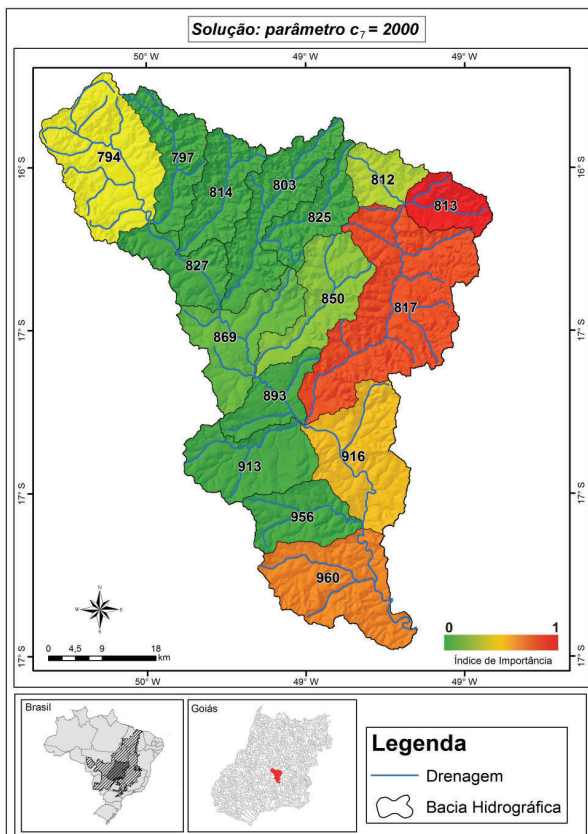 Solução: parâmetro c7 = 2000
50° W
49° W
49° W
16° S
17° S
17° S
17° S
16° S
17° S
17° S
17° S
794
797
814
803
812
813
825
827
850
817
869
893
916
913
956
960
N
W
E
S
0 4,5 9 18
km
0 1
Índice de Importância
50° W
49° W
49° W
Brasil
Goiás
Legenda
Drenagem
Bacia Hidrográfica